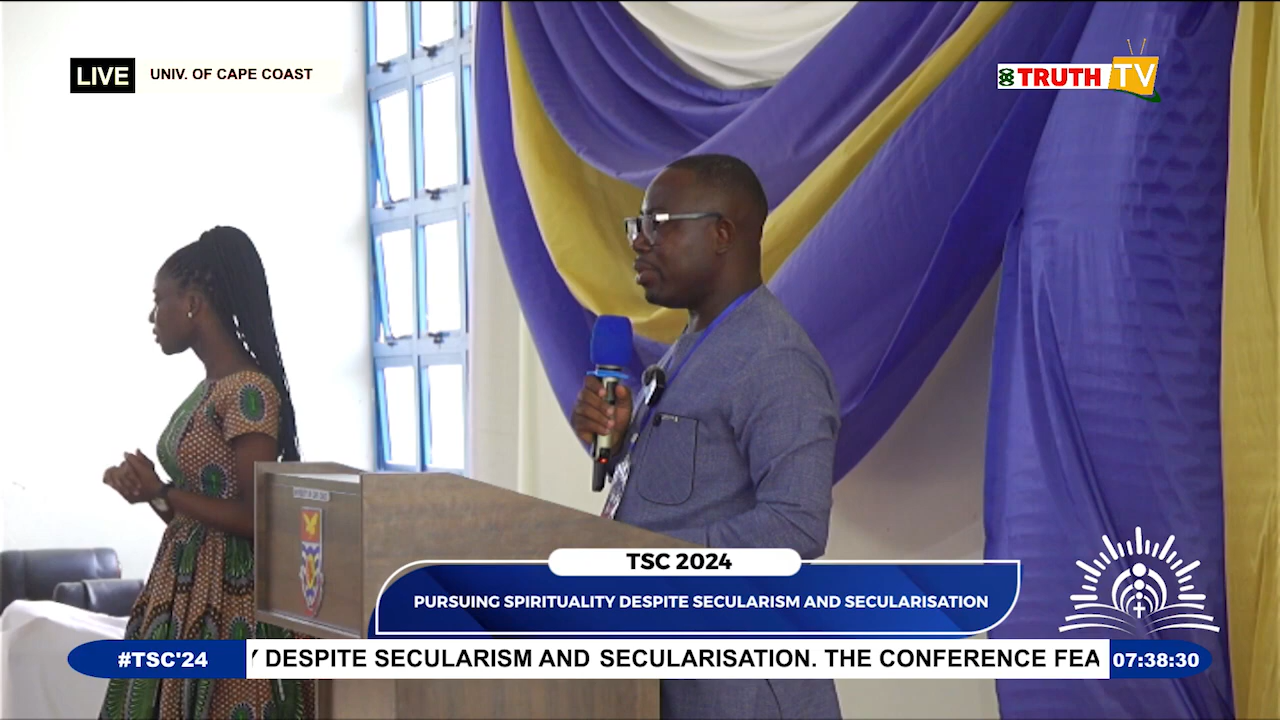 LIVE
UNIV. OF CAPE COAST
TRUTH TV
TSC 2024
PURSUING SPIRITUALITY DESPITE SECULARISM AND SECULARISATION
#TSC'24
DESPITE SECULARISM AND SECULARISATION. THE CONFERENCE FEA
07:38:30